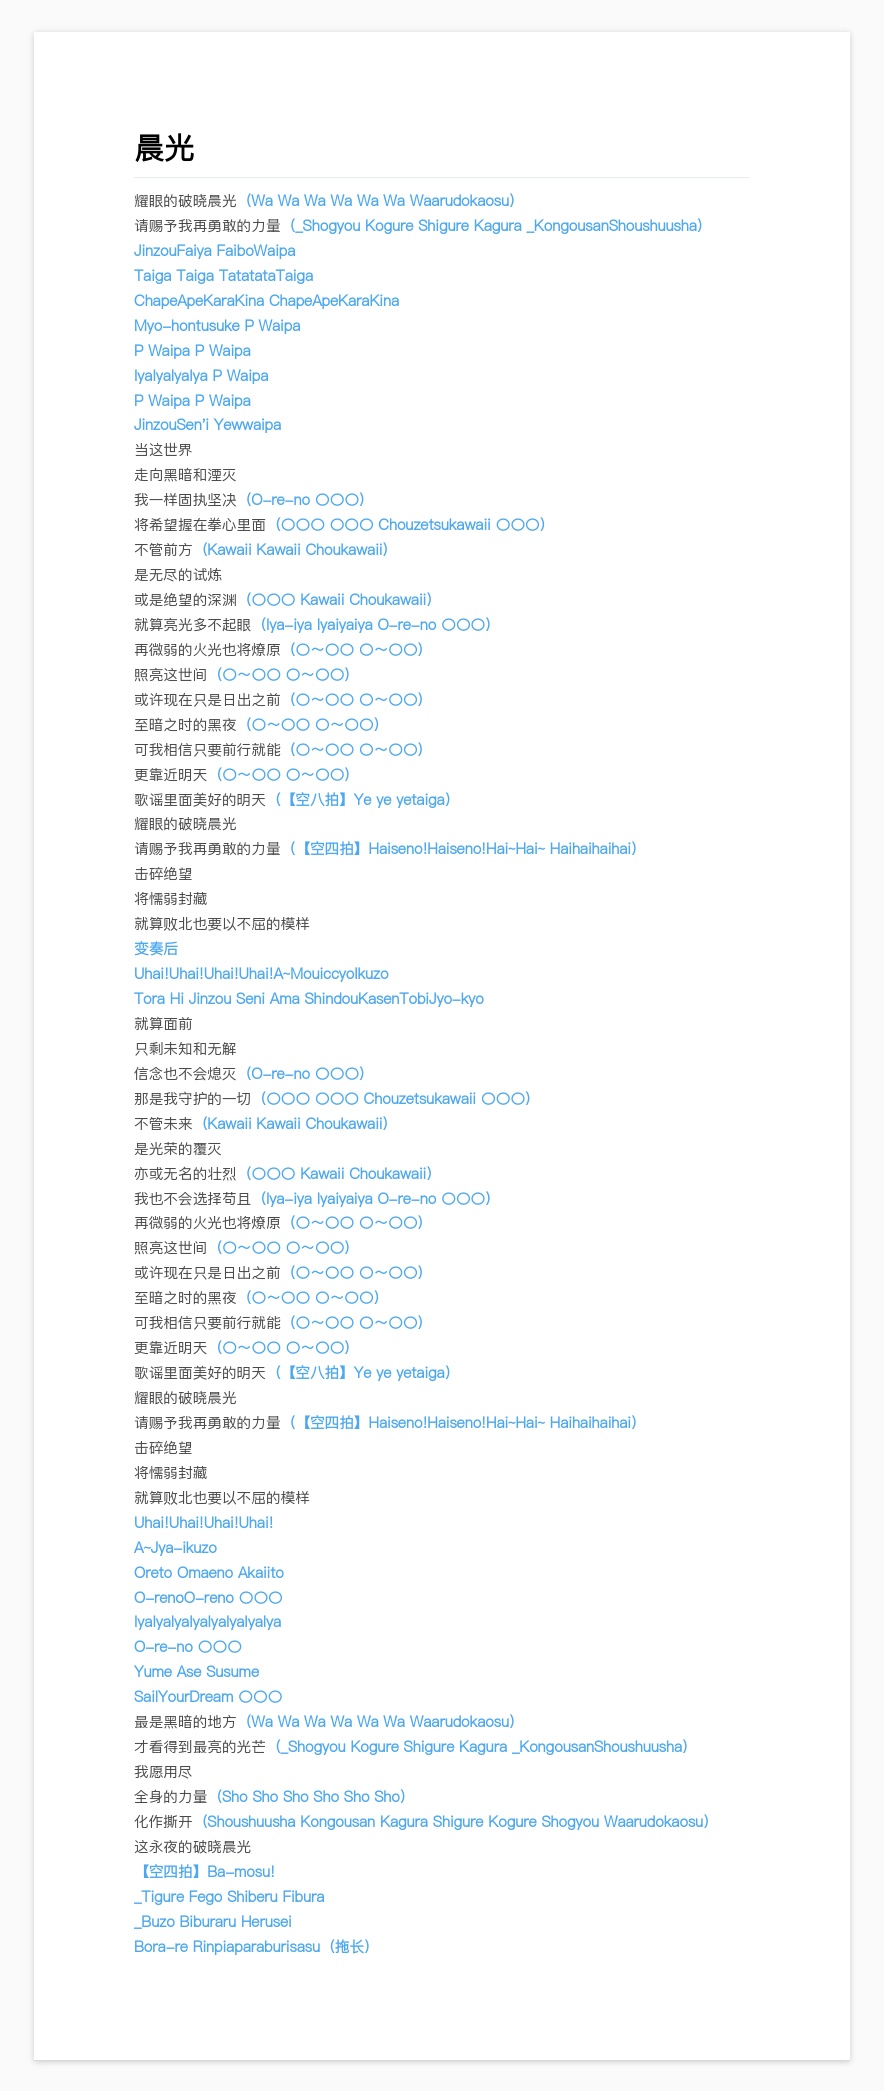 晨光
耀眼的破晓晨光（Wa Wa Wa Wa Wa Wa Waarudokaosu）
请赐予我再勇敢的力量（_Shogyou Kogure Shigure Kagura _KongousanShoushuusha）
JinzouFaiya FaiboWaipa
Taiga Taiga TatatataTaiga
ChapeApeKaraKina ChapeApeKaraKina
Myo-hontusuke P Waipa
P Waipa P Waipa
IyaIyaIyaIya P Waipa
P Waipa P Waipa
JinzouSen'i Yewwaipa
当这世界
走向黑暗和湮灭
我一样固执坚决（O-re-no 〇〇〇）
将希望握在拳心里面（〇〇〇 〇〇〇 Chouzetsukawaii 〇〇〇）
不管前方（Kawaii Kawaii Choukawaii）
是无尽的试炼
或是绝望的深渊（〇〇〇 Kawaii Choukawaii）
就算亮光多不起眼（Iya-iya Iyaiyaiya O-re-no 〇〇〇）
再微弱的火光也将燎原（〇～〇〇 〇～〇〇）
照亮这世间（〇～〇〇 〇～〇〇）
或许现在只是日出之前（〇～〇〇 〇～〇〇）
至暗之时的黑夜（〇～〇〇 〇～〇〇）
可我相信只要前行就能（〇～〇〇 〇～〇〇）
更靠近明天（〇～〇〇 〇～〇〇）
歌谣里面美好的明天（【空八拍】Ye ye yetaiga）
耀眼的破晓晨光
请赐予我再勇敢的力量（【空四拍】Haiseno!Haiseno!Hai~Hai~ Haihaihaihai）
击碎绝望
将懦弱封藏
就算败北也要以不屈的模样
变奏后
Uhai!Uhai!Uhai!Uhai!A~MouiccyoIkuzo
Tora Hi Jinzou Seni Ama ShindouKasenTobiJyo-kyo
就算面前
只剩未知和无解
信念也不会熄灭（O-re-no 〇〇〇）
那是我守护的一切（〇〇〇 〇〇〇 Chouzetsukawaii 〇〇〇）
不管未来（Kawaii Kawaii Choukawaii）
是光荣的覆灭
亦或无名的壮烈（〇〇〇 Kawaii Choukawaii）
我也不会选择苟且（Iya-iya Iyaiyaiya O-re-no 〇〇〇）
再微弱的火光也将燎原（〇～〇〇 〇～〇〇）
照亮这世间（〇～〇〇 〇～〇〇）
或许现在只是日出之前（〇～〇〇 〇～〇〇）
至暗之时的黑夜（〇～〇〇 〇～〇〇）
可我相信只要前行就能（〇～〇〇 〇～〇〇）
更靠近明天（〇～〇〇 〇～〇〇）
歌谣里面美好的明天（【空八拍】Ye ye yetaiga）
耀眼的破晓晨光
请赐予我再勇敢的力量（【空四拍】Haiseno!Haiseno!Hai~Hai~ Haihaihaihai）
击碎绝望
将懦弱封藏
就算败北也要以不屈的模样
Uhai!Uhai!Uhai!Uhai!
A~Jya-ikuzo
Oreto Omaeno Akaiito
O-renoO-reno 〇〇〇
IyaIyaIyaIyaIyaIyaIyaIya
O-re-no 〇〇〇
Yume Ase Susume
SailYourDream 〇〇〇
最是黑暗的地方（Wa Wa Wa Wa Wa Wa Waarudokaosu）
才看得到最亮的光芒（_Shogyou Kogure Shigure Kagura _KongousanShoushuusha）
我愿用尽
全身的力量（Sho Sho Sho Sho Sho Sho）
化作撕开（Shoushuusha Kongousan Kagura Shigure Kogure Shogyou Waarudokaosu）
这永夜的破晓晨光
【空四拍】Ba-mosu!
_Tigure Fego Shiberu Fibura
_Buzo Biburaru Herusei
Bora-re Rinpiaparaburisasu（拖长）